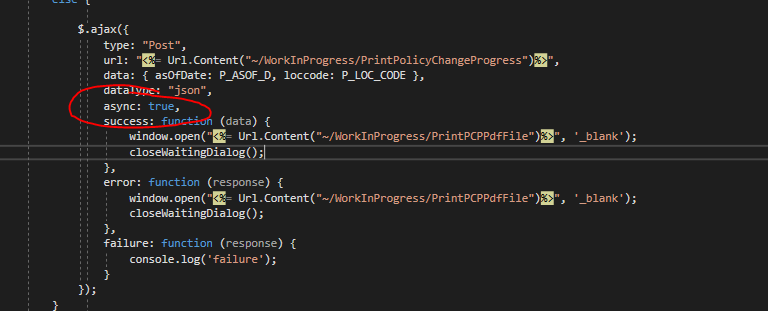 else {
$.ajax({
type: "Post",
url: "<%= Url.Content("~/WorkInProgress/PrintPolicyChangeProgress")%>",
data: { asOfDate: P_ASOF_D, loccode: P_LOC_CODE },
dataType: "json",
async: true,
success: function (data) {
window.open("<%= Url.Content("~/WorkInProgress/PrintPCPPdfFile")%>", '_blank');
closeWaitingDialog();
},
error: function (response) {
window.open("<%= Url.Content("~/WorkInProgress/PrintPCPPdfFile")%>", '_blank');
closeWaitingDialog();
},
failure: function (response) {
console.log('failure');
}
});
}